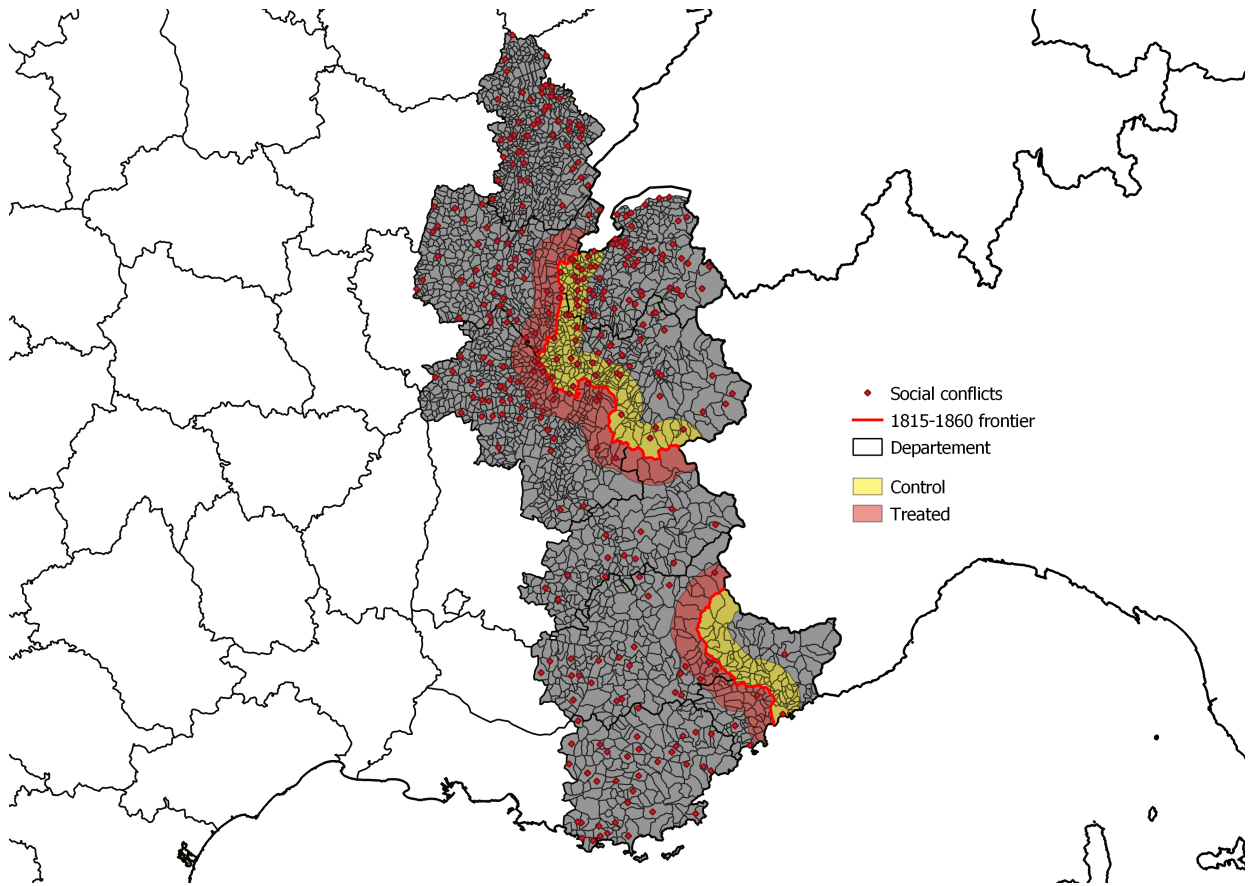 Social conflicts
1815-1860 frontier
Departement
Control
Treated